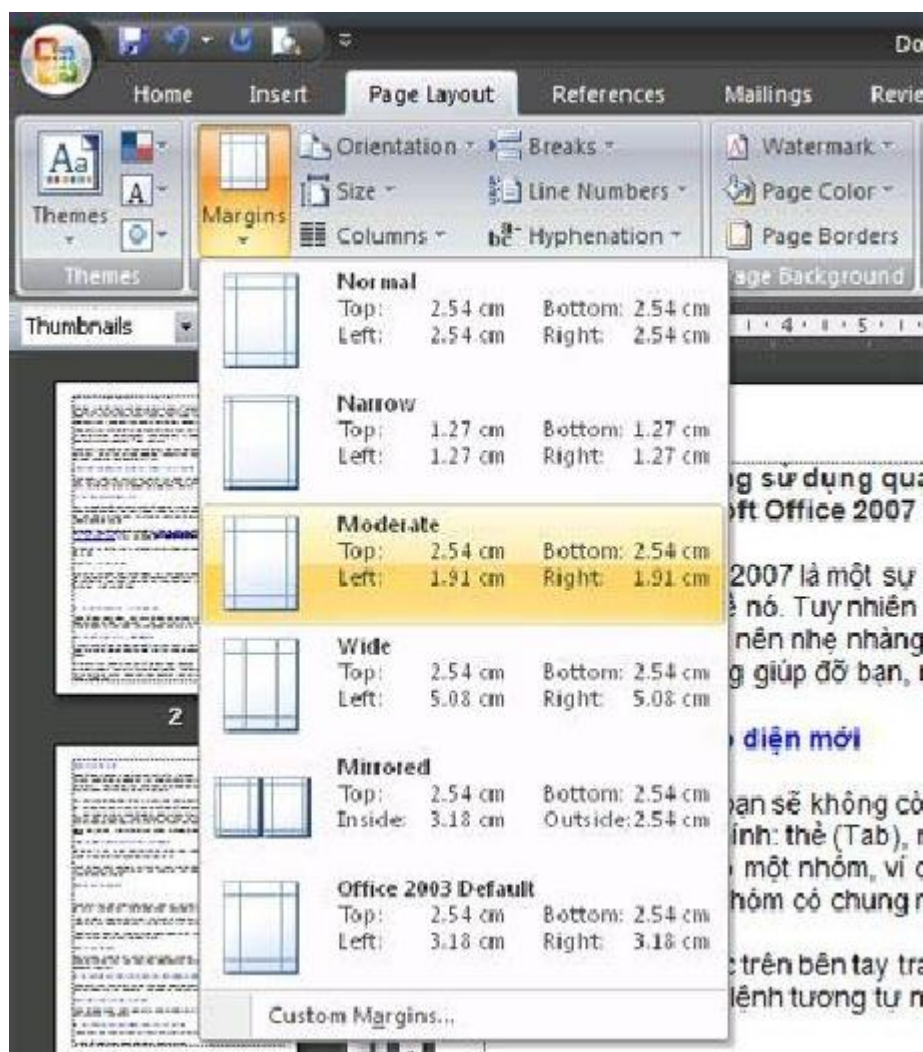 Do
Home Insert Page Layout References Mailings Revie
Orientation Breaks Watermark
Size Line Numbers Page Color
Themes Margins Columns Hyphenation Page Borders
Themes age Background
Thumbnails
4 5
Normal
Top: 2.54 cm Bottom: 2.54 cm
Left: 2.54 cm Right: 2.54 cm
Narrow
Top: 1.27 cm Bottom: 1.27 cm
Left: 1.27 cm Right: 1.27 cm
Moderate
Top: 2.54 cm Bottom: 2.54 cm
Left: 1.91 cm Right: 1.91 cm
Wide
Top: 2.54 cm Bottom: 2.54 cm
Left: 5.08 cm Right: 5.08 cm
Mirrored
Top: 2.54 cm Bottom: 2.54 cm
Inside: 3.18 cm Outside: 2.54 cm
Office 2003 Default
Top: 2.54 cm Bottom: 2.54 cm
Left: 3.18 cm Right: 3.18 cm
Custom Margins...
2
ng sử dụng qua
oft Office 2007
2007 là một sự
nó. Tuy nhiên
nên nhẹ nhàng
g giúp đỡ bạn,
diện mới
bạn sẽ không cò
ính: thẻ (Tab),
một nhóm, ví
hóm có chung
trên bên tay trá
lệnh tương tự